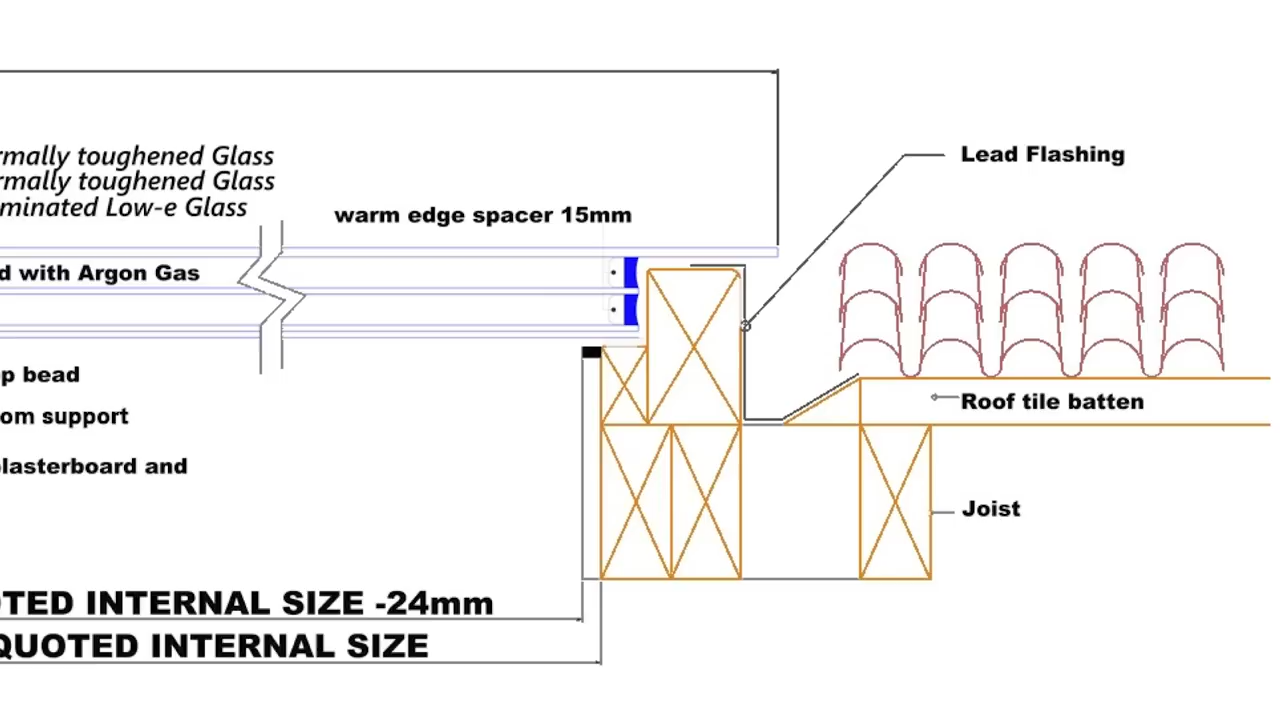 Lead Flashing
rmally toughened Glass
rmally toughened Glass
minated Low-e Glass
warm edge spacer 15mm
d with Argon Gas
p bead
Roof tile batten
om support
lasterboard and
Joist
OTED INTERNAL SIZE -24mm
QUOTED INTERNAL SIZE